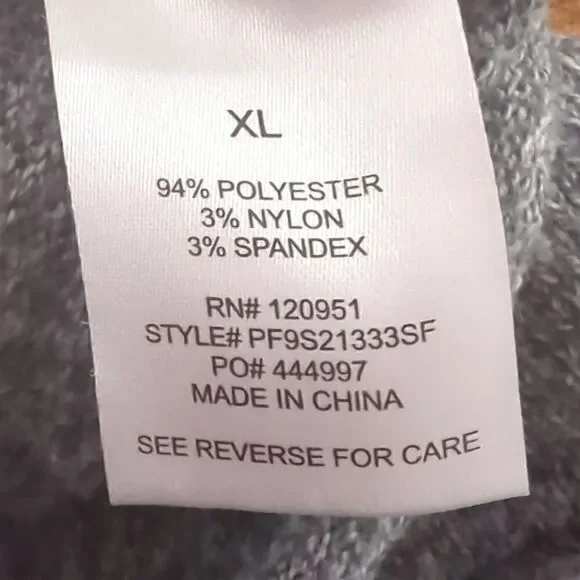 XL
94% POLYESTER
3% NYLON
3% SPANDEX
RN# 120951
STYLE# PF9S21333SF
PO# 444997
MADE IN CHINA
SEE REVERSE FOR CARE